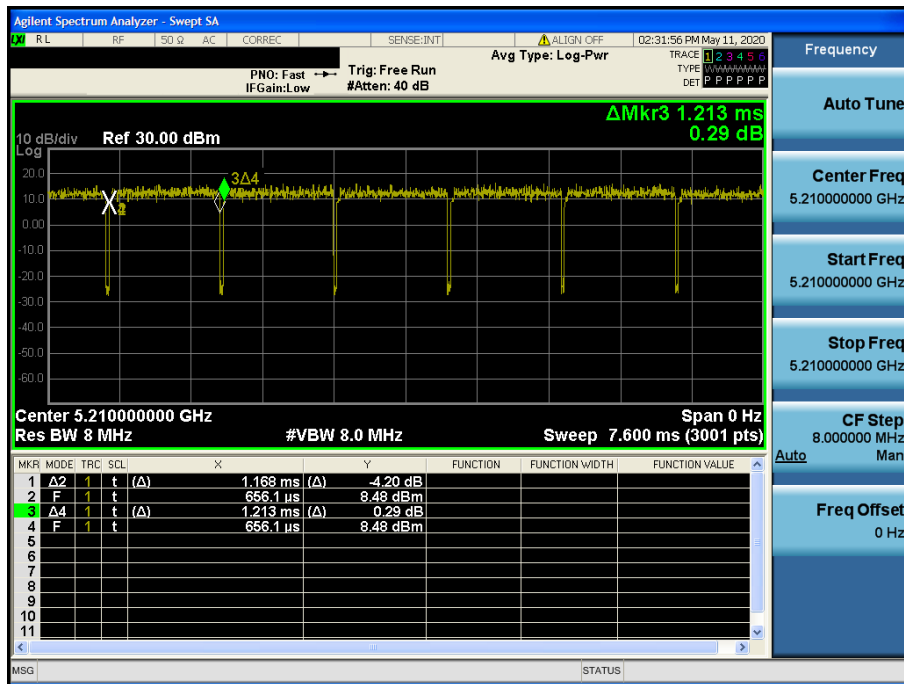 Agilent Spectrum Analyzer - Swept SA
LXI RL RF 50 Ω AC CORREC SENSE:INT ALIGN OFF 02:31:56 PM May 11, 2020
Avg Type: Log-Pwr
TRACE 1 2 3 4 5 6
TYPE WWWWWW
DET P P P P P P
PNO: Fast
IFGain:Low
Trig: Free Run
#Atten: 40 dB
ΔMkr3 1.213 ms
0.29 dB
10 dB/div
Log
Ref 30.00 dBm
20.0
10.0
0.00
-10.0
-20.0
-30.0
-40.0
-50.0
-60.0
X
3Δ4
Center 5.210000000 GHz
Span 0 Hz
Res BW 8 MHz
#VBW 8.0 MHz
Sweep 7.600 ms (3001 pts)
MKR MODE TRC SCL X Y FUNCTION FUNCTION WIDTH FUNCTION VALUE
1 Δ2 1 t (Δ) 1.168 ms (Δ) -4.20 dB
2 F 1 t 656.1 µs 8.48 dBm
3 Δ4 1 t (Δ) 1.213 ms (Δ) 0.29 dB
4 F 1 t 656.1 µs 8.48 dBm
5
6
7
8
9
10
11
MSG
STATUS
Frequency
Auto Tune
Center Freq
5.210000000 GHz
Start Freq
5.210000000 GHz
Stop Freq
5.210000000 GHz
CF Step
8.000000 MHz
Auto Man
Freq Offset
0 Hz